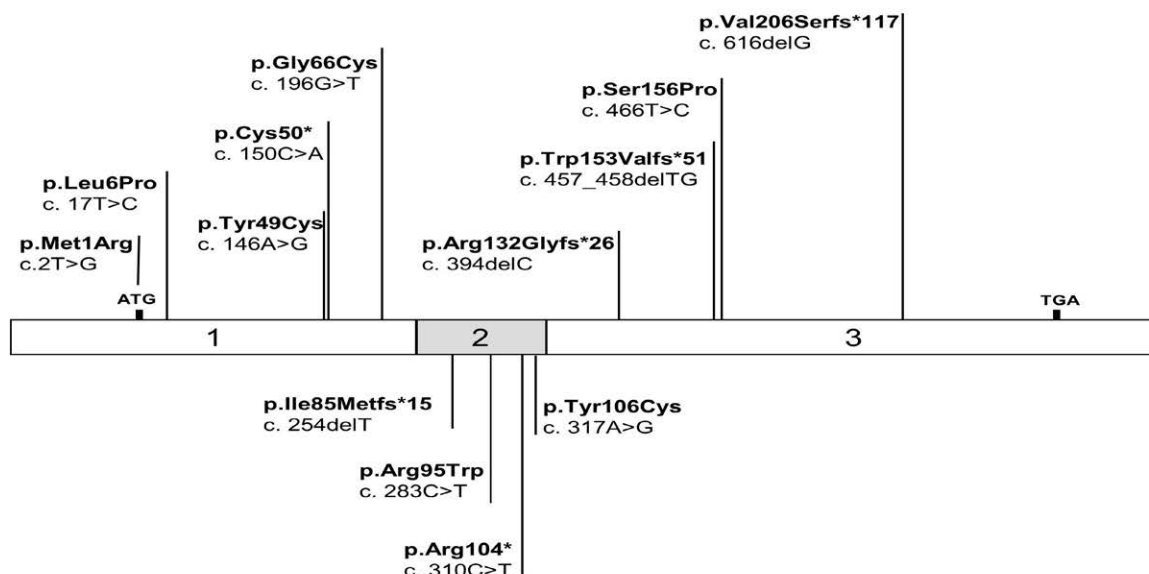 p.Val206Serfs*117
c. 616delG
p.Gly66Cys
c. 196G>T
p.Ser156Pro
c. 466T>C
p.Cys50*
c. 150C>A
p.Trp153Valfs*51
c. 457_458delTG
p.Leu6Pro
c. 17T>C
p.Tyr49Cys
c. 146A>G
p.Met1Arg
c.2T>G
p.Arg132Glyfs*26
c. 394delC
ATG
TGA
1
2
3
p.Ile85Metfs*15
c. 254delT
p.Tyr106Cys
c. 317A>G
p.Arg95Trp
c. 283C>T
p.Arg104*
c. 310C>T